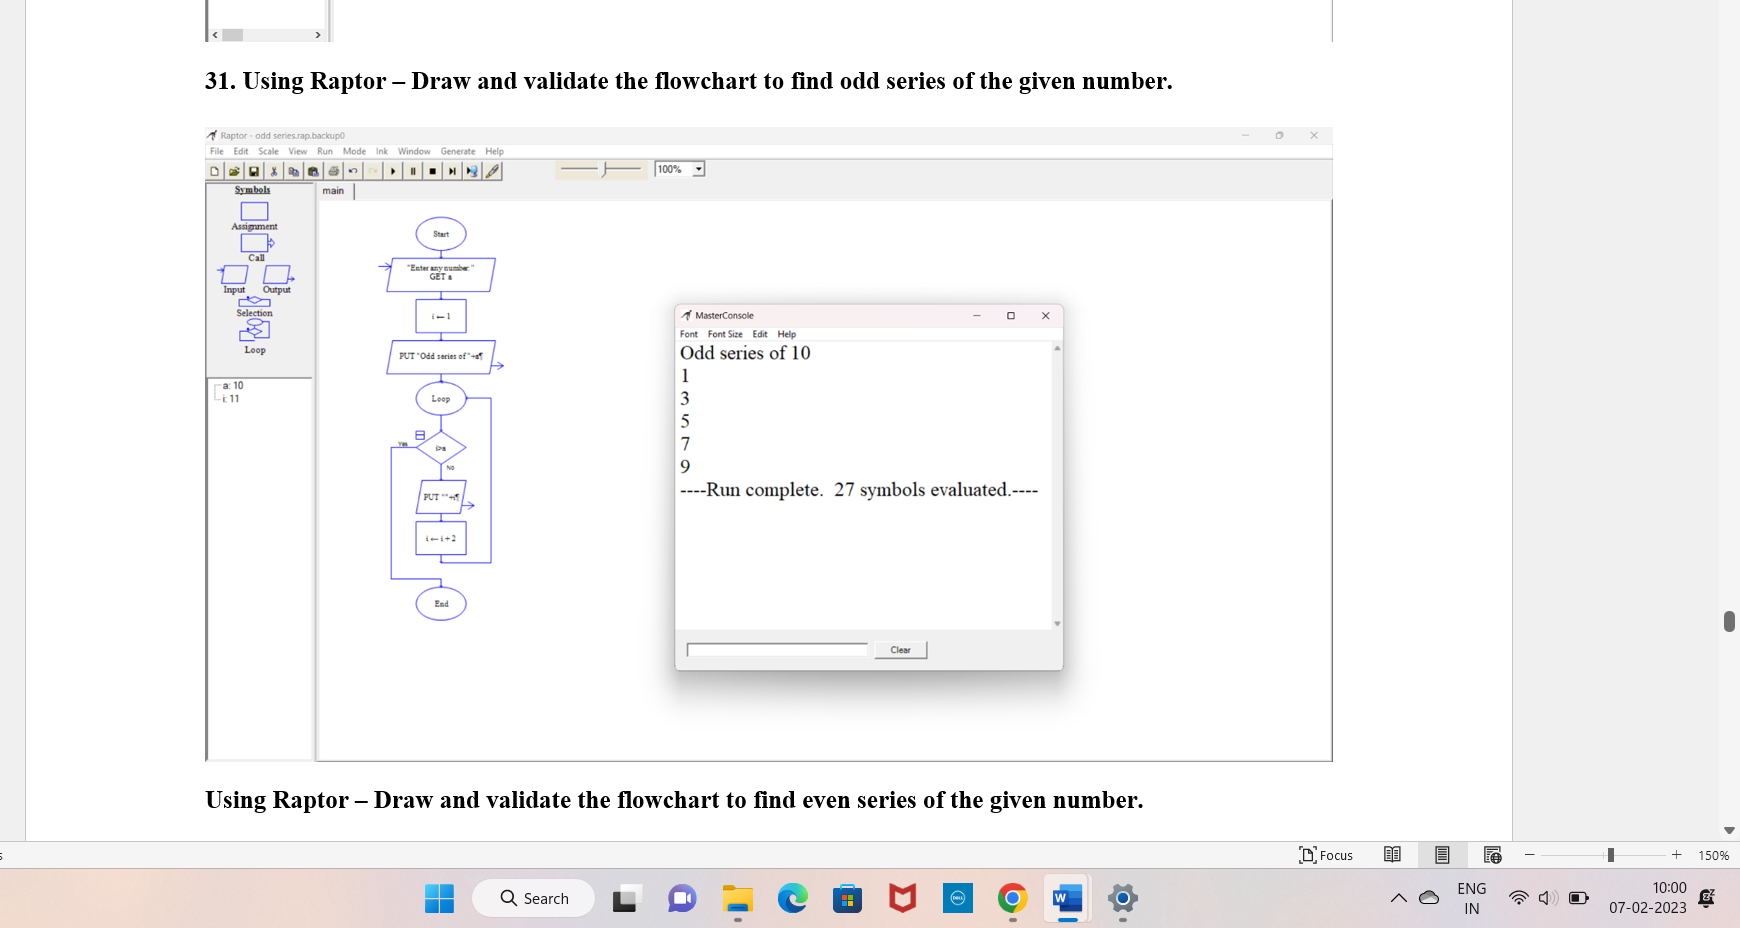 31. Using Raptor – Draw and validate the flowchart to find odd series of the given number.
Raptor - odd series.rap.backup0
File Edit Scale View Run Mode Ink Window Generate Help
100%
Symbols
main
Assignment
Call
Input Output
Selection
Loop
a: 10
i: 11
Start
"Enter any number:"
GET a
i ← 1
PUT "Odd series of "+a¶
Loop
Yes
i>a
No
PUT ""+i¶
i ← i + 2
End
MasterConsole
Font Font Size Edit Help
Odd series of 10
1
3
5
7
9
----Run complete.  27 symbols evaluated.----
Clear
Using Raptor – Draw and validate the flowchart to find even series of the given number.
Focus
150%
Search
DELL
W
ENG
IN
10:00
07-02-2023